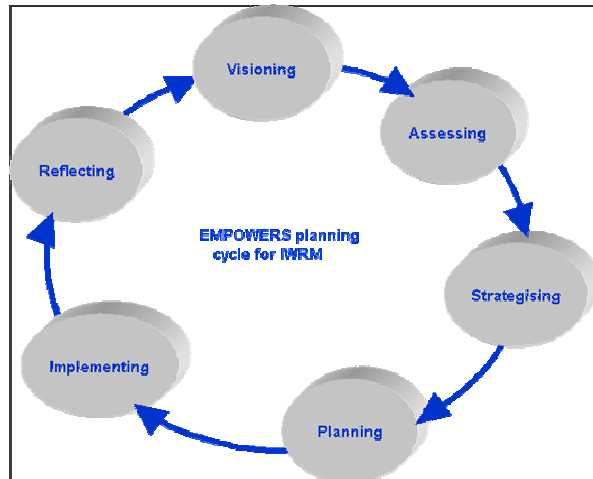 Visioning
Assessing
Reflecting
EMPOWERS planning
cycle for IWRM
Strategising
Implementing
Planning